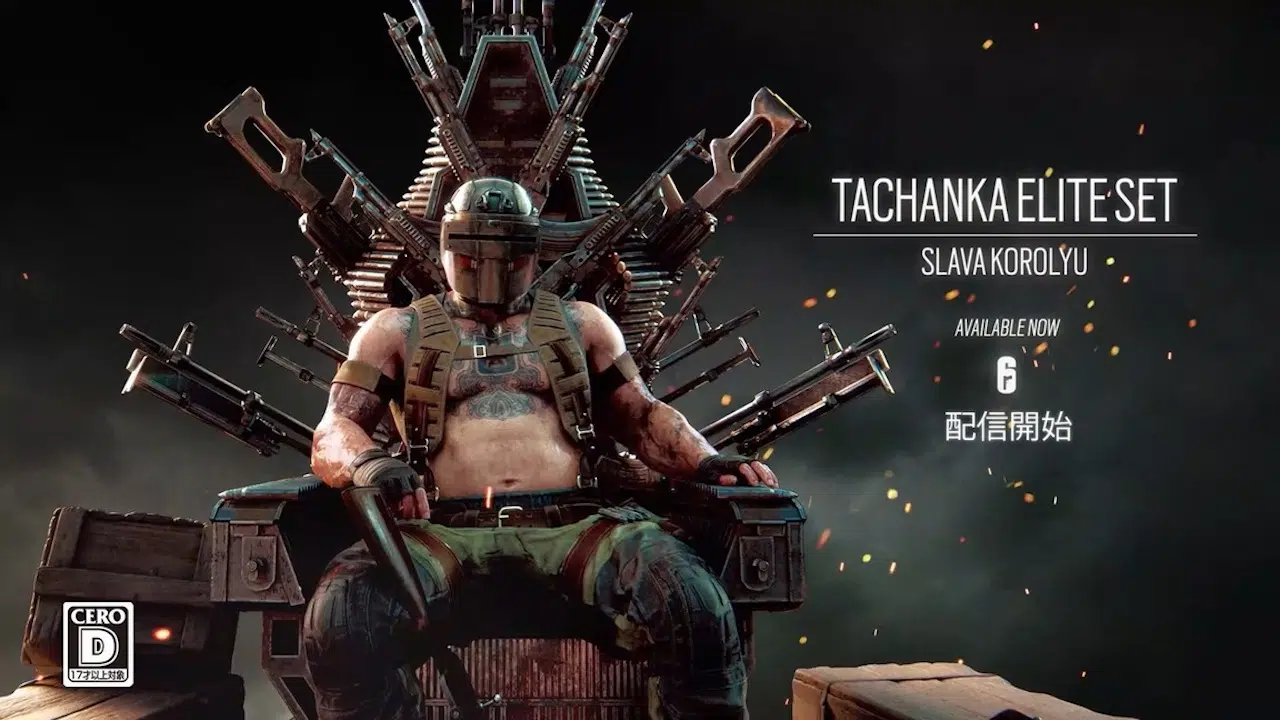 TACHANKA ELITE SET
SLAVA KOROLYU
AVAILABLE NOW
6
配信開始
CERO
D
17才以上対象